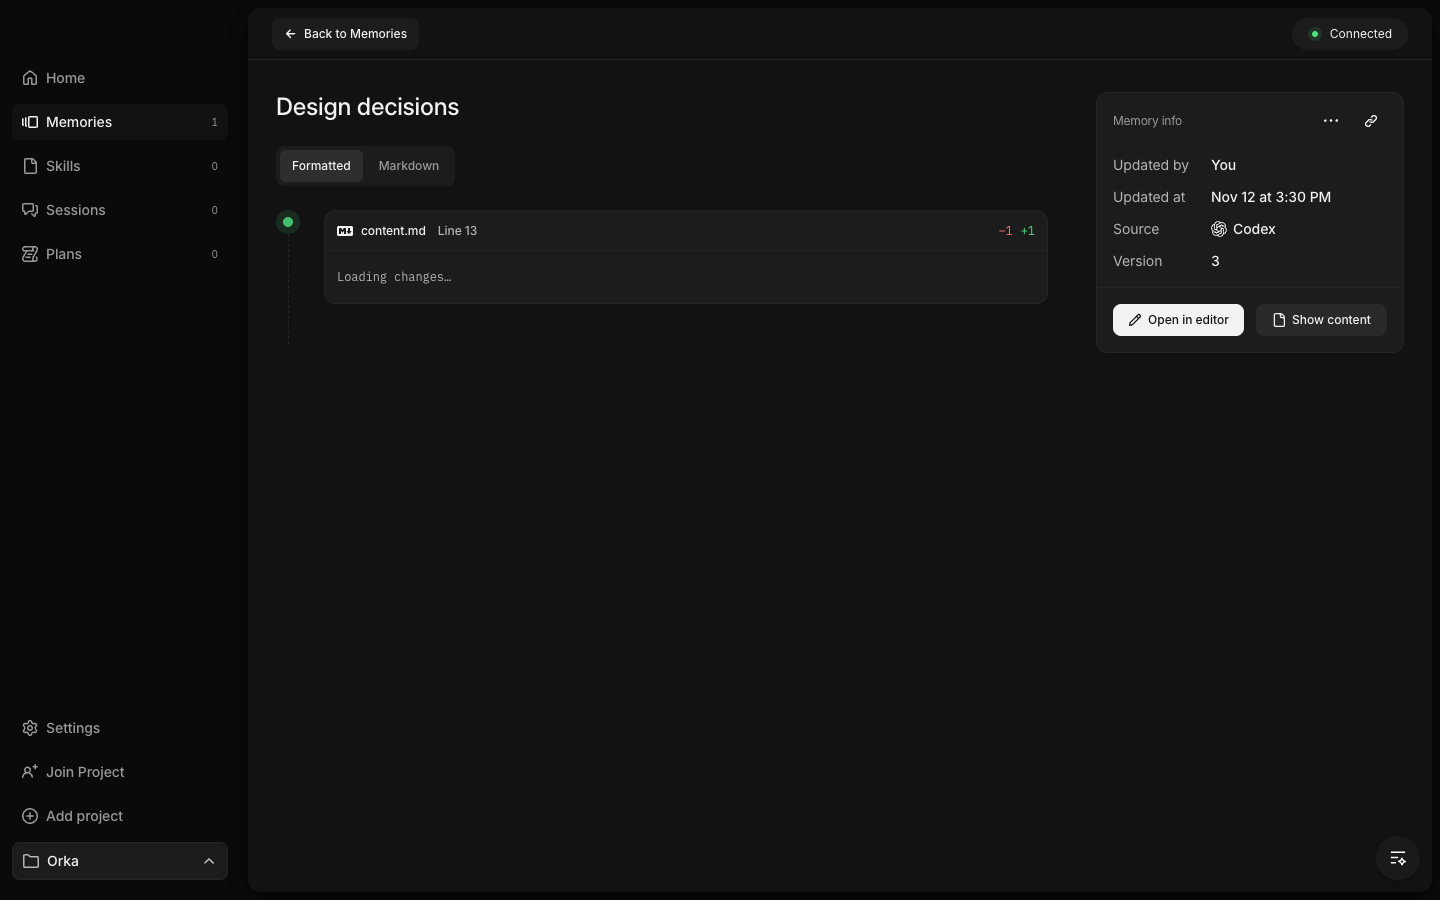 Back to Memories
Connected
Home
Memories 1
Skills 0
Sessions 0
Plans 0
Design decisions
Formatted Markdown
content.md Line 13 −1 +1
Loading changes…
Memory info
Updated by You
Updated at Nov 12 at 3:30 PM
Source Codex
Version 3
Open in editor Show content
Settings
Join Project
Add project
Orka